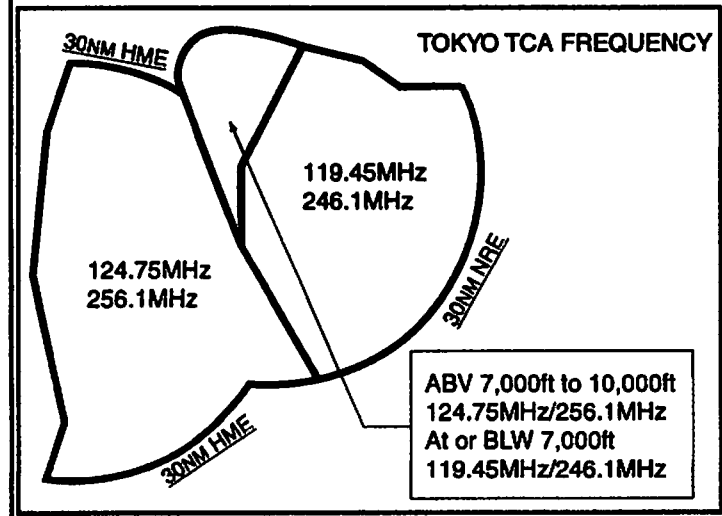 TOKYO TCA FREQUENCY
30NM HME
119.45MHz
246.1MHz
124.75MHz
256.1MHz
30NM NRE
30NM HME
ABV 7,000ft to 10,000ft
124.75MHz/256.1MHz
At or BLW 7,000ft
119.45MHz/246.1MHz